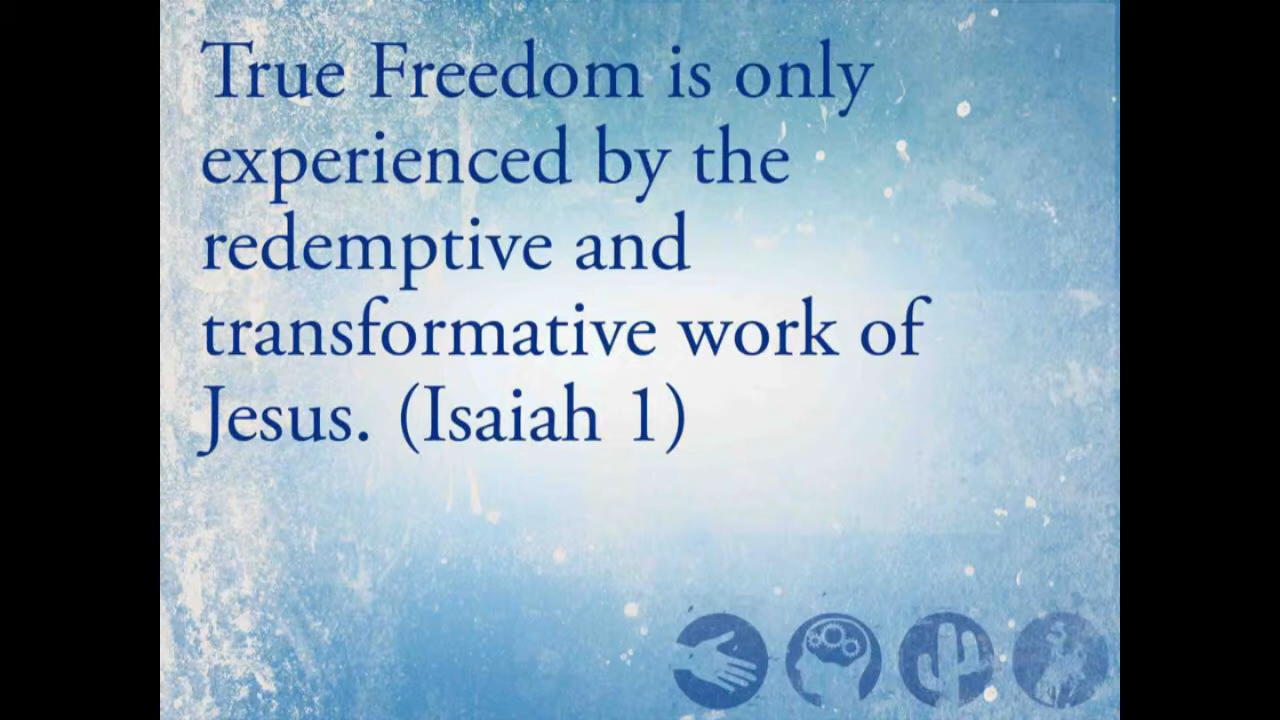 True Freedom is only
experienced by the
redemptive and
transformative work of
Jesus. (Isaiah 1)